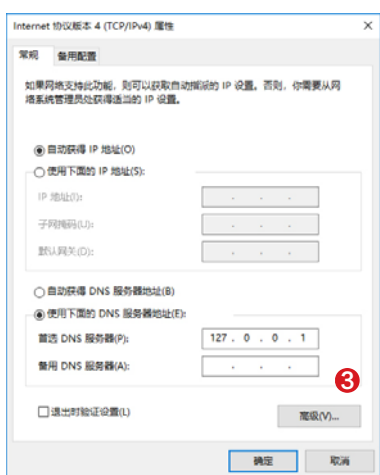 Internet 协议版本 4 (TCP/IPv4) 属性
常规 备用配置
如果网络支持此功能，则可以获取自动指派的 IP 设置。否则，你需要从网
络系统管理员处获得适当的 IP 设置。
自动获得 IP 地址(O)
使用下面的 IP 地址(S):
IP 地址(I):
子网掩码(U):
默认网关(D):
自动获得 DNS 服务器地址(B)
使用下面的 DNS 服务器地址(E):
首选 DNS 服务器(P): 127 . 0 . 0 . 1
备用 DNS 服务器(A):
3
退出时验证设置(L)
高级(V)...
确定 取消